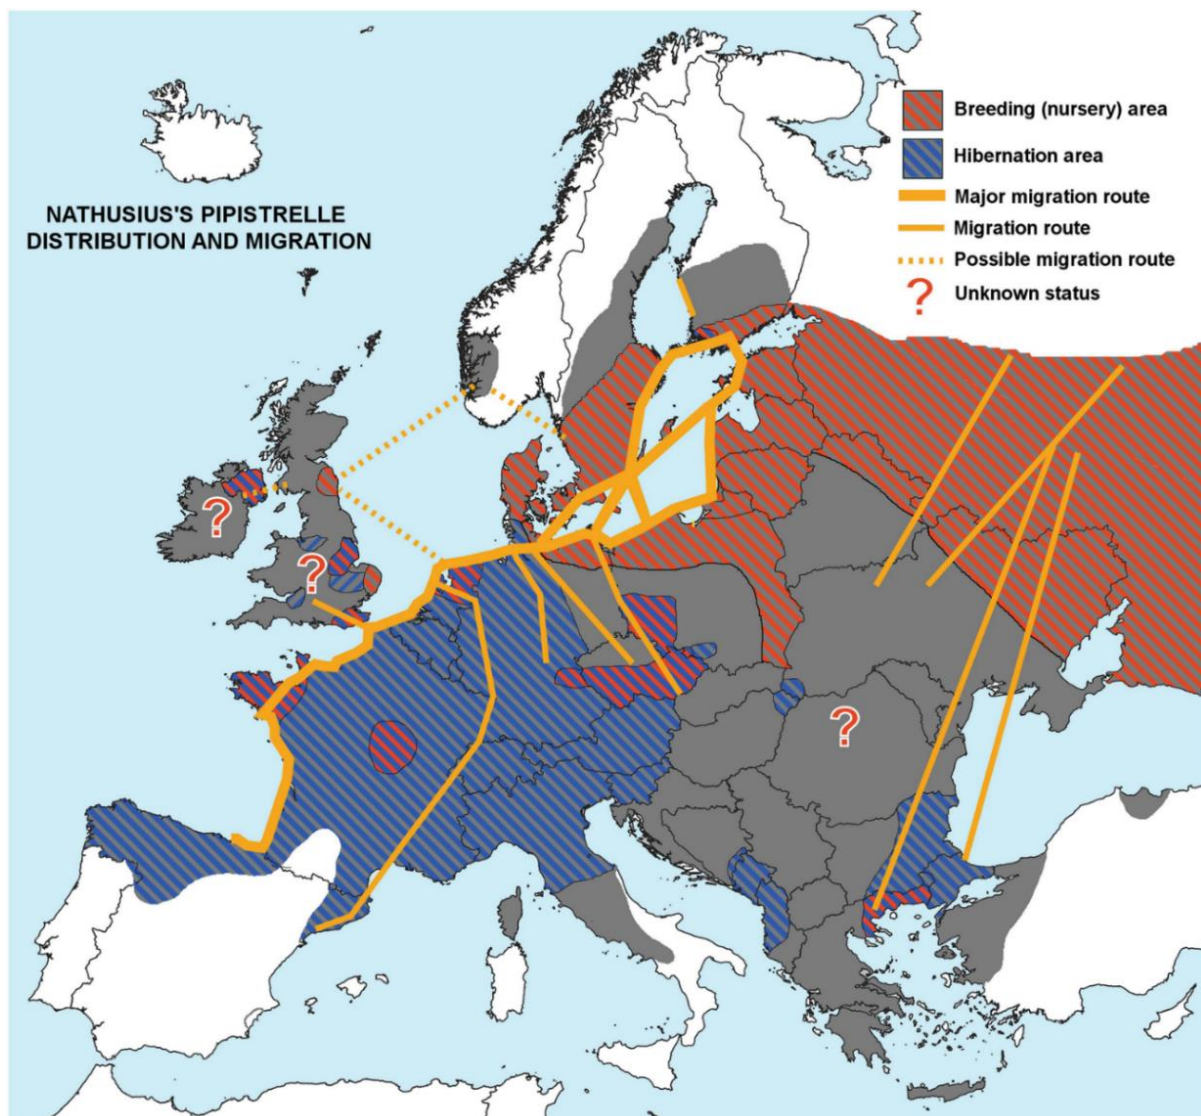 NATHUSIUS'S PIPISTRELLE
DISTRIBUTION AND MIGRATION
Breeding (nursery) area
Hibernation area
Major migration route
Migration route
Possible migration route
? Unknown status
?
?
?